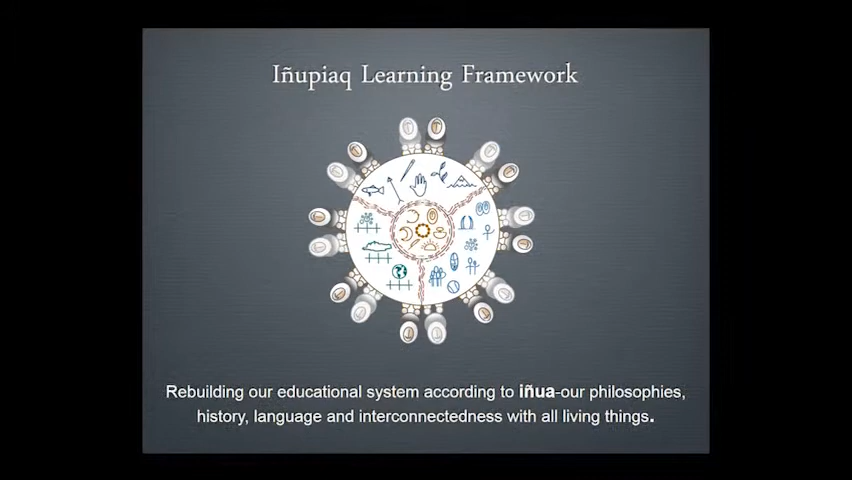 Iñupiaq Learning Framework
Rebuilding our educational system according to iñua-our philosophies,
history, language and interconnectedness with all living things.